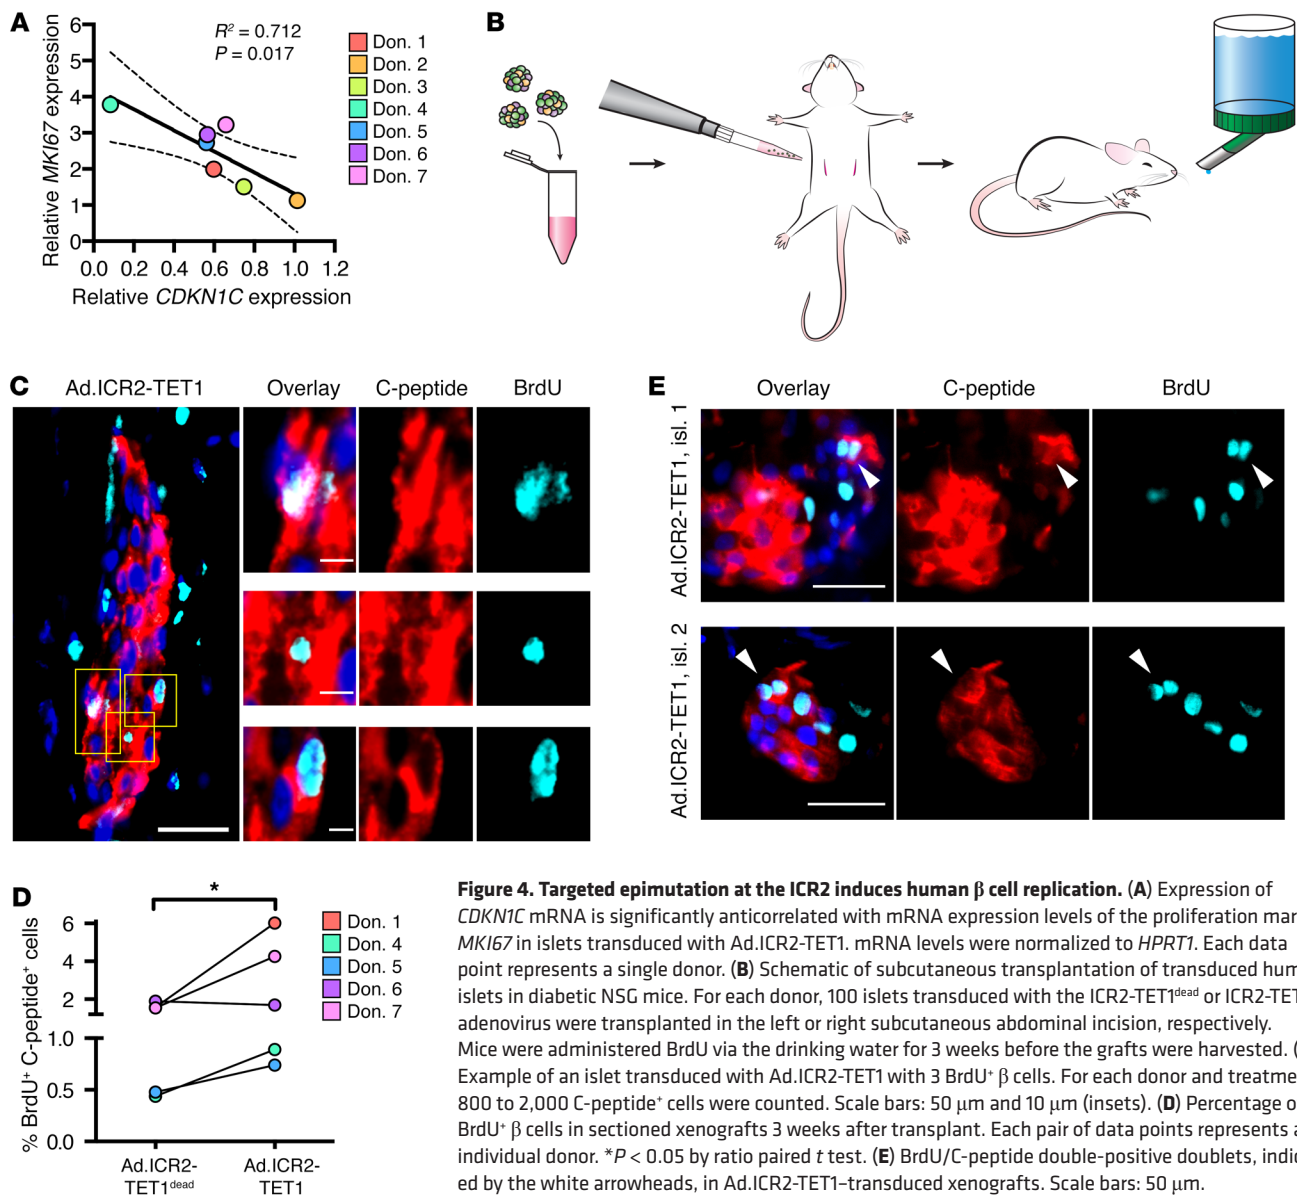 A
R² = 0.712
P = 0.017
Relative MKI67 expression
6
5
4
3
2
1
0
0.0 0.2 0.4 0.6 0.8 1.0 1.2
Relative CDKN1C expression
Don. 1
Don. 2
Don. 3
Don. 4
Don. 5
Don. 6
Don. 7
B
C
Ad.ICR2-TET1 Overlay C-peptide BrdU
E
Overlay C-peptide BrdU
Ad.ICR2-TET1, isl. 1
Ad.ICR2-TET1, isl. 2
D
*
% BrdU⁺ C-peptide⁺ cells
6
4
2
1.0
0.5
0.0
Ad.ICR2-
TET1ᵈᵉᵃᵈ
Ad.ICR2-
TET1
Don. 1
Don. 4
Don. 5
Don. 6
Don. 7
Figure 4. Targeted epimutation at the ICR2 induces human β cell replication. (A) Expression of
CDKN1C mRNA is significantly anticorrelated with mRNA expression levels of the proliferation mar
MKI67 in islets transduced with Ad.ICR2-TET1. mRNA levels were normalized to HPRT1. Each data
point represents a single donor. (B) Schematic of subcutaneous transplantation of transduced hum
islets in diabetic NSG mice. For each donor, 100 islets transduced with the ICR2-TET1ᵈᵉᵃᵈ or ICR2-TET
adenovirus were transplanted in the left or right subcutaneous abdominal incision, respectively.
Mice were administered BrdU via the drinking water for 3 weeks before the grafts were harvested. (
Example of an islet transduced with Ad.ICR2-TET1 with 3 BrdU⁺ β cells. For each donor and treatme
800 to 2,000 C-peptide⁺ cells were counted. Scale bars: 50 μm and 10 μm (insets). (D) Percentage o
BrdU⁺ β cells in sectioned xenografts 3 weeks after transplant. Each pair of data points represents a
individual donor. *P < 0.05 by ratio paired t test. (E) BrdU/C-peptide double-positive doublets, indic
ed by the white arrowheads, in Ad.ICR2-TET1–transduced xenografts. Scale bars: 50 μm.